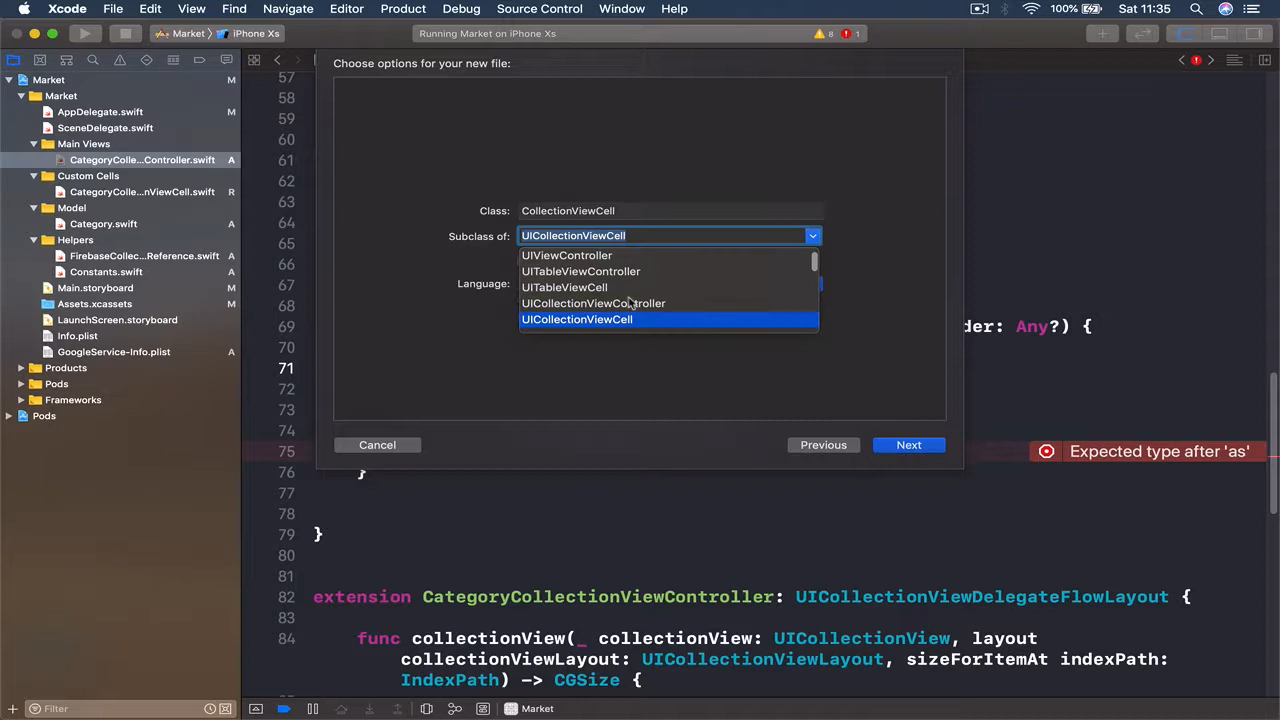 Xcode File Edit View Find Navigate Editor Product Debug Source Control Window Help 100% Sat 11:35
Market iPhone Xs Running Market on iPhone Xs 8 1
Market M
Market
AppDelegate.swift M
SceneDelegate.swift
Main Views
CategoryColle...Controller.swift A
Custom Cells
CategoryColle...nViewCell.swift R
Model
Category.swift A
Helpers
FirebaseCollec...Reference.swift A
Constants.swift A
Main.storyboard
Assets.xcassets
LaunchScreen.storyboard
Info.plist
GoogleService-Info.plist A
Products
Pods
Frameworks
Pods
Filter
Choose options for your new file:
Class: CollectionViewCell
Subclass of: UICollectionViewCell
UIViewController
UITableViewController
Language: UITableViewCell
UICollectionViewController
UICollectionViewCell
Cancel Previous Next
57
58
59
60
61
62
63
64
65
66
67
68
69 der: Any?) {
70
71
72
73
74
75 Expected type after 'as'
76 }
77
78
79 }
80
81
82 extension CategoryCollectionViewController: UICollectionViewDelegateFlowLayout {
83
84 func collectionView(_ collectionView: UICollectionView, layout
collectionViewLayout: UICollectionViewLayout, sizeForItemAt indexPath:
IndexPath) -> CGSize {
Market